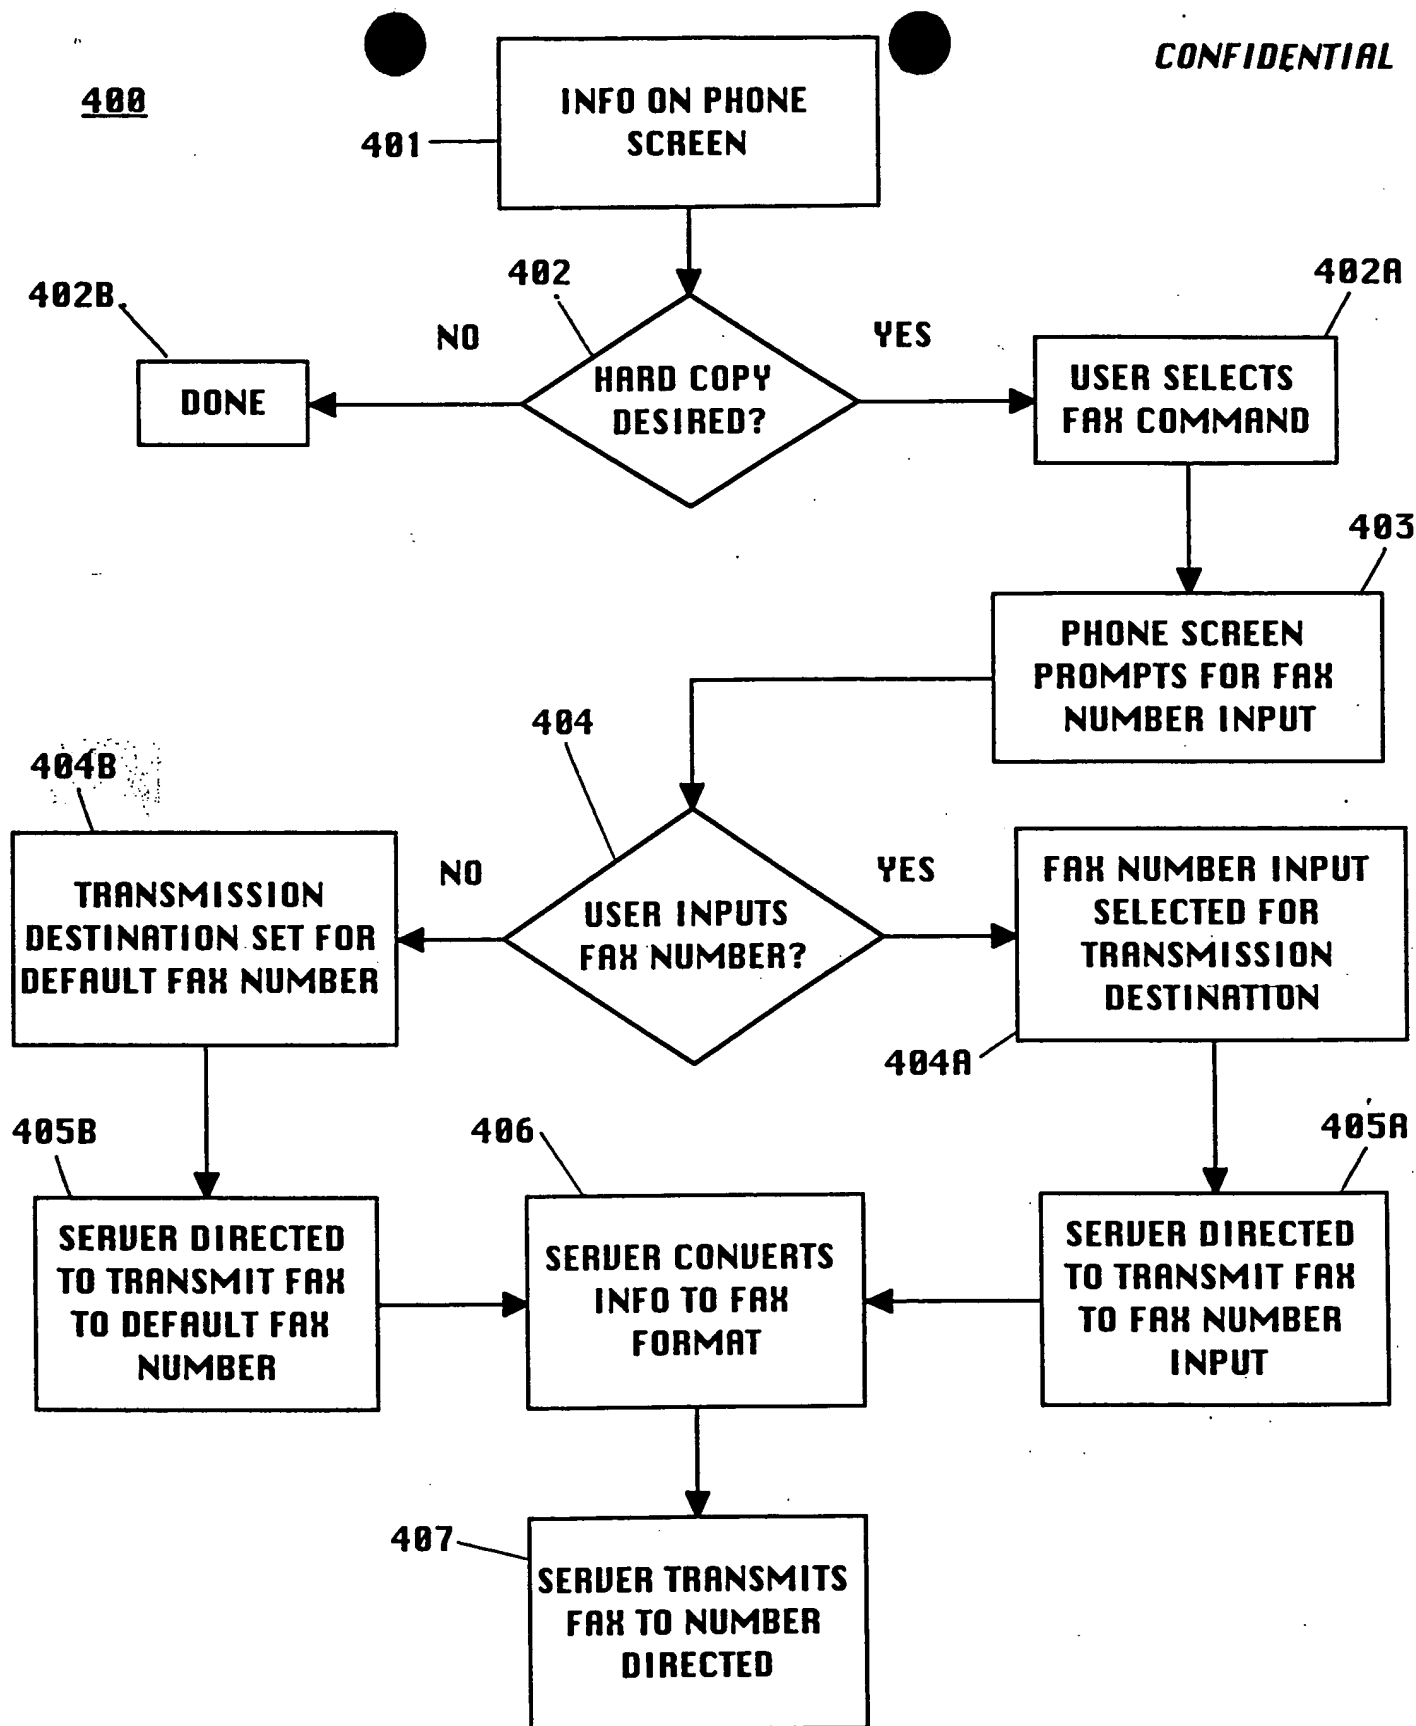 CONFIDENTIAL
400
INFO ON PHONE
SCREEN
401
402
402A
402B
NO
YES
HARD COPY
DESIRED?
DONE
USER SELECTS
FAX COMMAND
403
PHONE SCREEN
PROMPTS FOR FAX
NUMBER INPUT
404
404B
NO
YES
TRANSMISSION
DESTINATION SET FOR
DEFAULT FAX NUMBER
USER INPUTS
FAX NUMBER?
FAX NUMBER INPUT
SELECTED FOR
TRANSMISSION
DESTINATION
404A
405B
406
405A
SERVER DIRECTED
TO TRANSMIT FAX
TO DEFAULT FAX
NUMBER
SERVER CONVERTS
INFO TO FAX
FORMAT
SERVER DIRECTED
TO TRANSMIT FAX
TO FAX NUMBER
INPUT
407
SERVER TRANSMITS
FAX TO NUMBER
DIRECTED